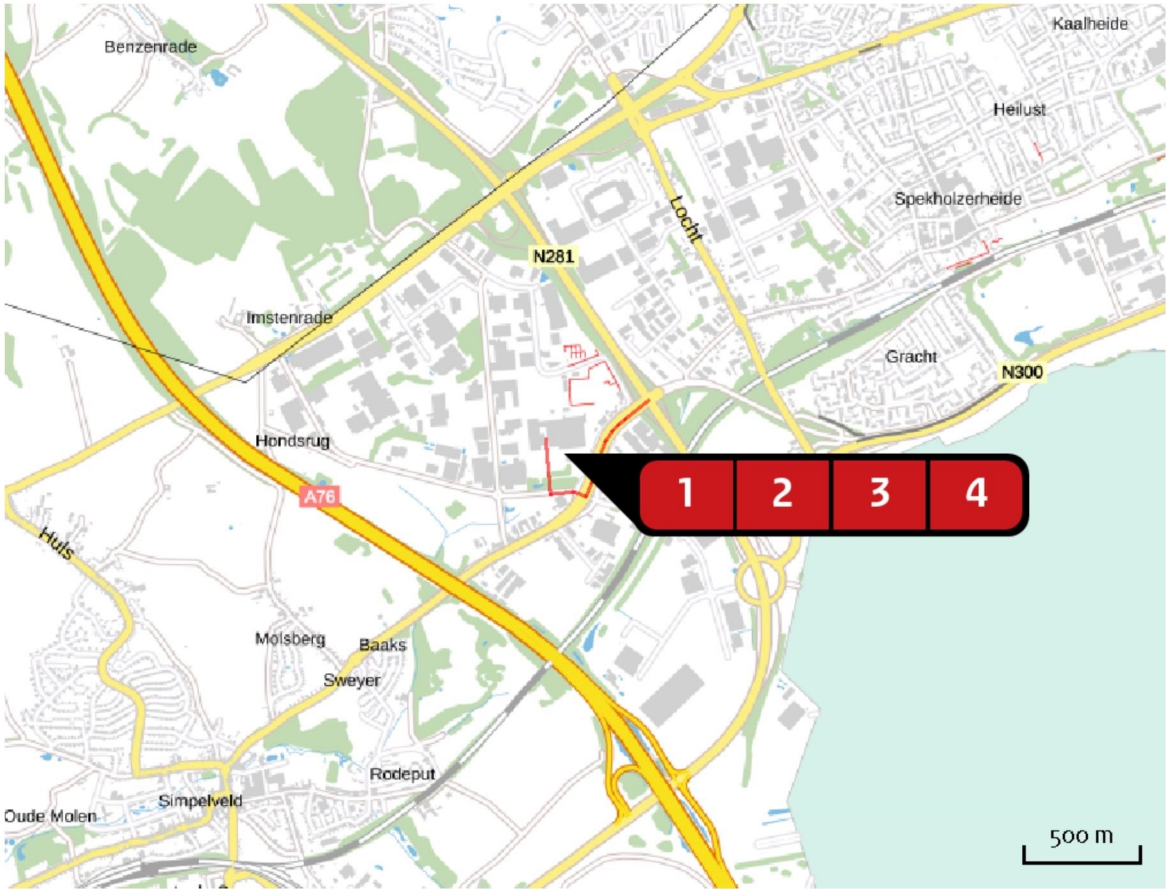 Kaalheide
Benzenrade
Heilust
Spekholzerheide
Locht
N281
Imstenrade
Gracht
N300
Hondsrug
1 2 3 4
A76
Huls
Molsberg
Baaks
Sweyer
Rodeput
Simpelveld
Oude Molen
500 m